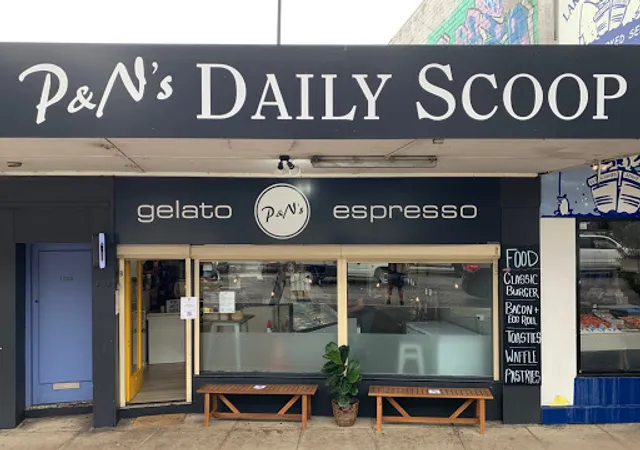 P&N's DAILY SCOOP
gelato P&N's espresso
FOOD
CLASSIC
BURGER
BACON +
EGG ROLL
TOASTIES
WAFFLE
PASTRIES